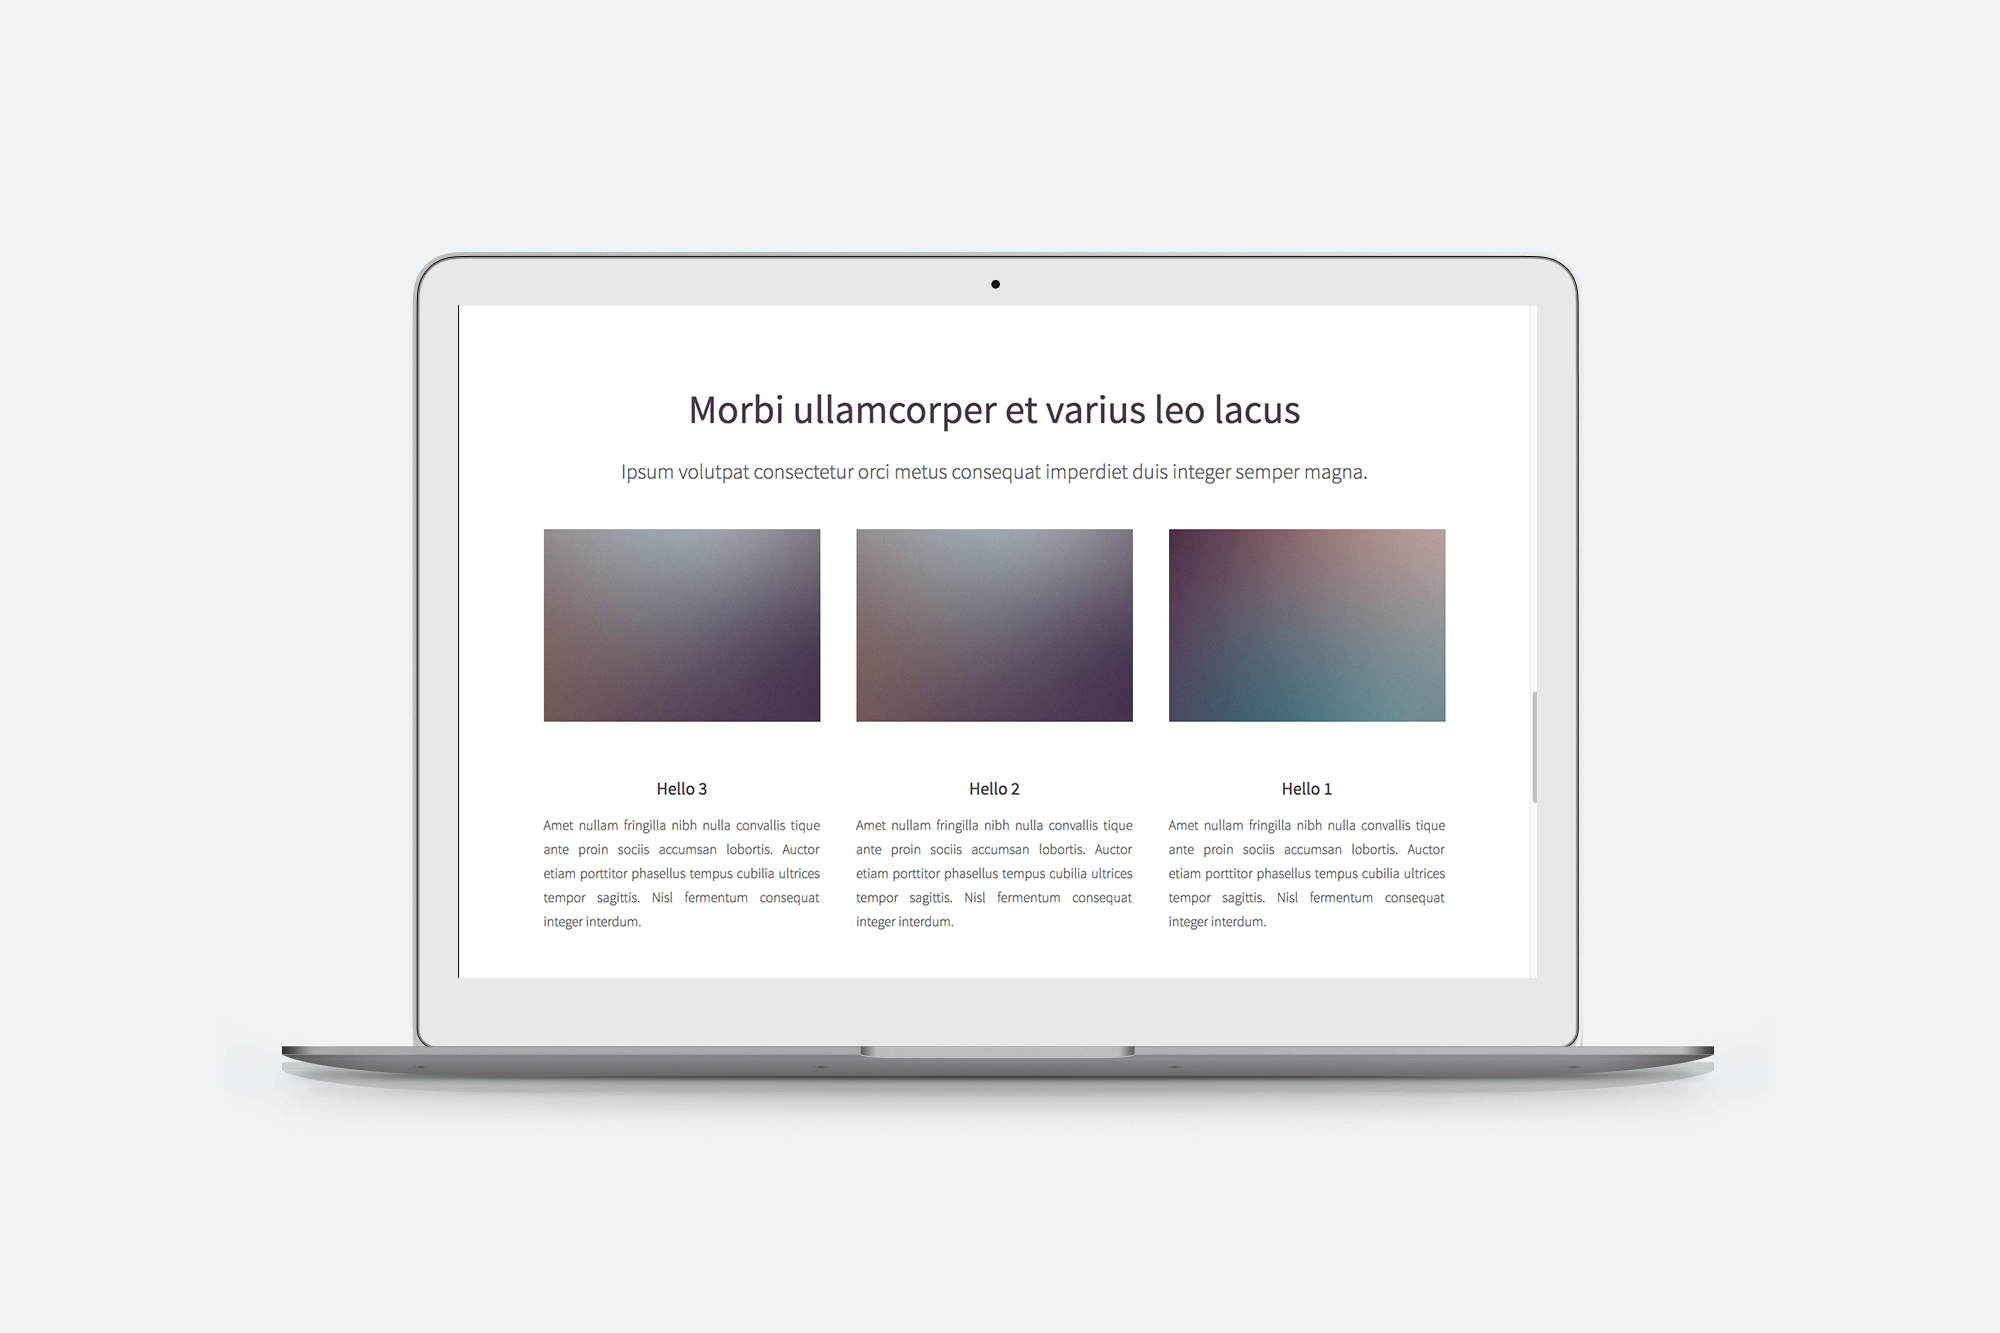 Morbi ullamcorper et varius leo lacus
Ipsum volutpat consectetur orci metus consequat imperdiet duis integer semper magna.
Hello 3
Amet nullam fringilla nibh nulla convallis tique
ante proin sociis accumsan lobortis. Auctor
etiam porttitor phasellus tempus cubilia ultrices
tempor sagittis. Nisl fermentum consequat
integer interdum.
Hello 2
Amet nullam fringilla nibh nulla convallis tique
ante proin sociis accumsan lobortis. Auctor
etiam porttitor phasellus tempus cubilia ultrices
tempor sagittis. Nisl fermentum consequat
integer interdum.
Hello 1
Amet nullam fringilla nibh nulla convallis tique
ante proin sociis accumsan lobortis. Auctor
etiam porttitor phasellus tempus cubilia ultrices
tempor sagittis. Nisl fermentum consequat
integer interdum.